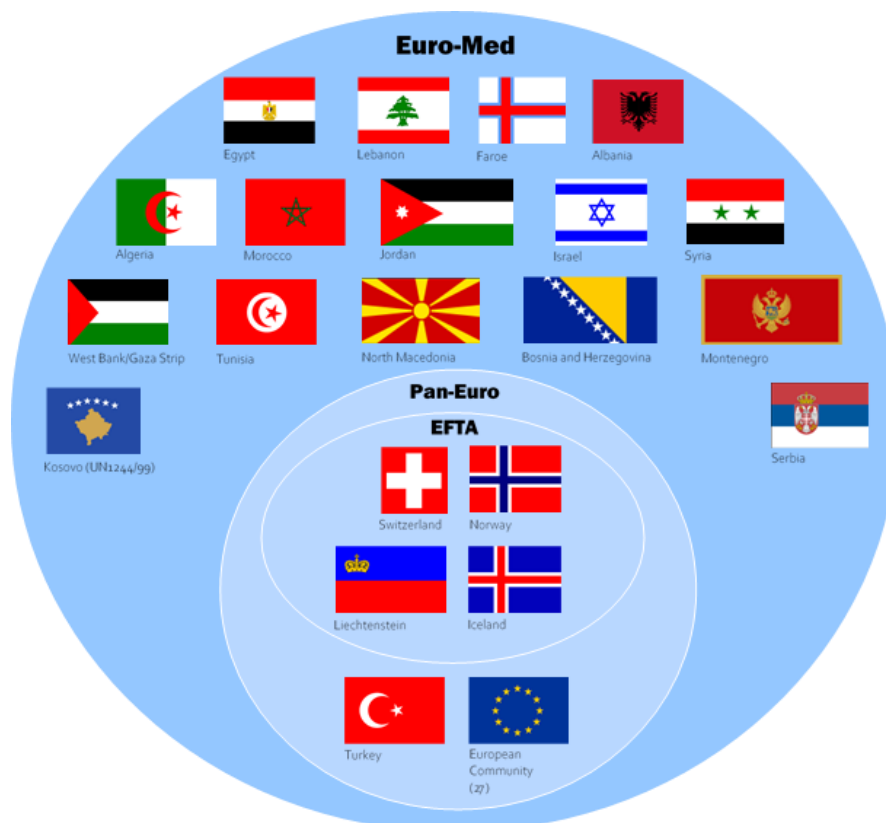 Euro-Med
Egypt
Lebanon
Faroe
Albania
Algeria
Morocco
Jordan
Israel
Syria
West Bank/Gaza Strip
Tunisia
North Macedonia
Bosnia and Herzegovina
Montenegro
Pan-Euro
EFTA
Kosovo (UN1244/99)
Serbia
Switzerland
Norway
Liechtenstein
Iceland
Turkey
European
Community
(27)